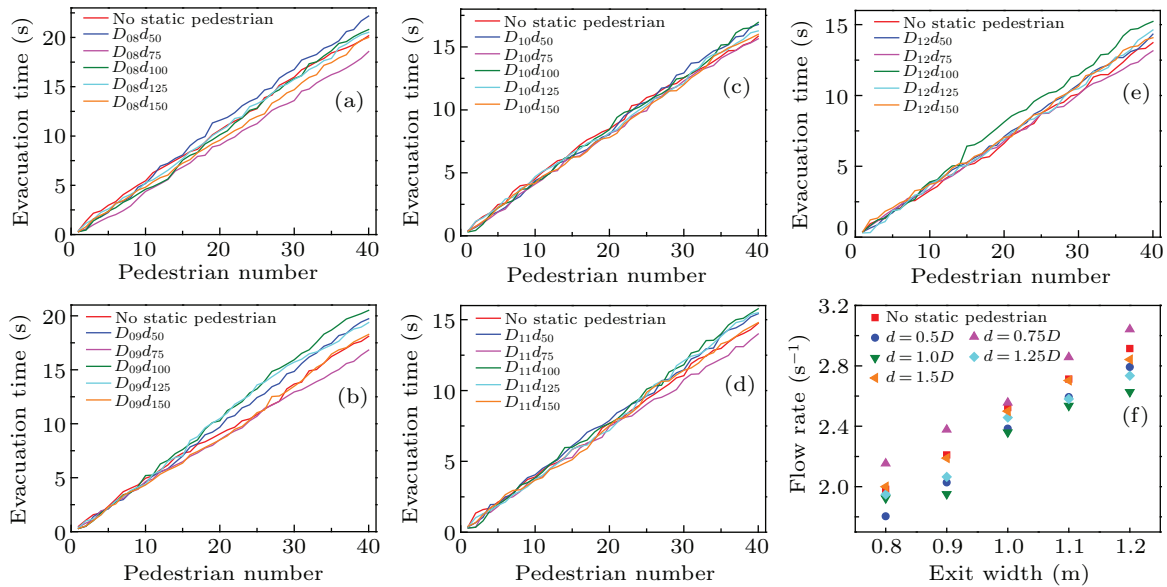 Evacuation time (s)
20
15
10
5
0
No static pedestrian
D08d50
D08d75
D08d100
D08d125
D08d150
(a)
0 10 20 30 40
Pedestrian number
Evacuation time (s)
15
10
5
0
No static pedestrian
D10d50
D10d75
D10d100
D10d125
D10d150
(c)
0 10 20 30 40
Pedestrian number
Evacuation time (s)
15
10
5
0
No static pedestrian
D12d50
D12d75
D12d100
D12d125
D12d150
(e)
0 10 20 30 40
Pedestrian number
Evacuation time (s)
20
15
10
5
0
No static pedestrian
D09d50
D09d75
D09d100
D09d125
D09d150
(b)
0 10 20 30 40
Pedestrian number
Evacuation time (s)
15
10
5
0
No static pedestrian
D11d50
D11d75
D11d100
D11d125
D11d150
(d)
0 10 20 30 40
Pedestrian number
Flow rate (s⁻¹)
3.2
2.8
2.4
2.0
No static pedestrian
d=0.5D d=0.75D
d=1.0D d=1.25D
d=1.5D
(f)
0.8 0.9 1.0 1.1 1.2
Exit width (m)